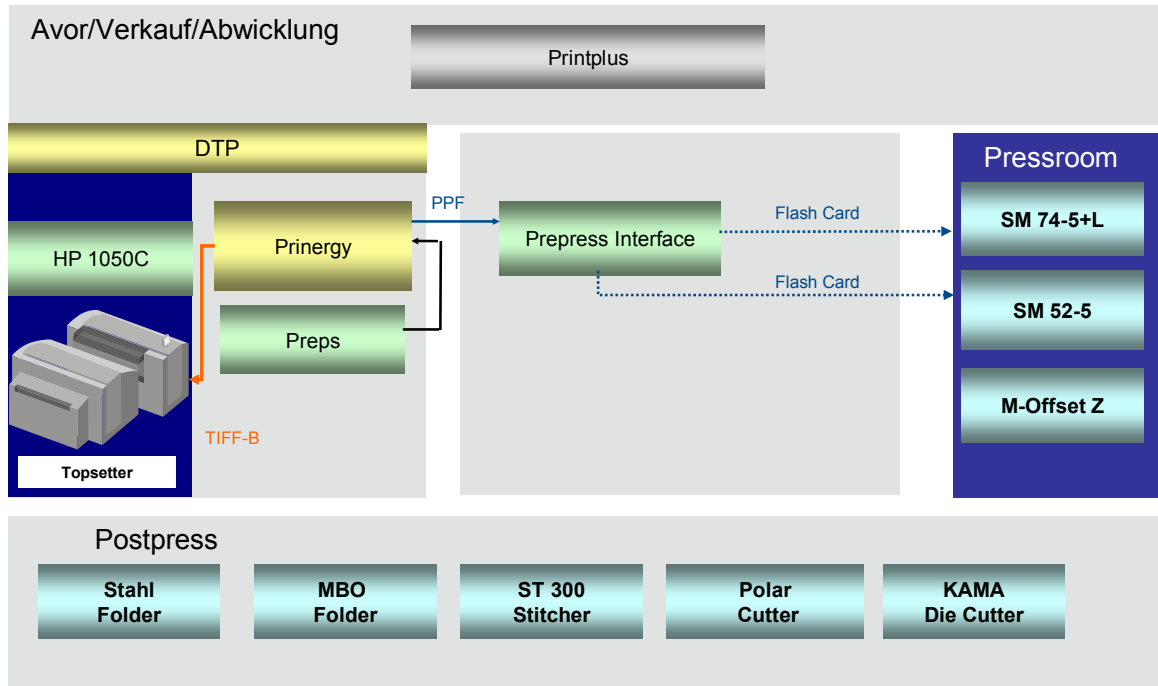 Avor/Verkauf/Abwicklung
Printplus
DTP
Pressroom
PPF
Flash Card
SM 74-5+L
HP 1050C
Prinergy
Prepress Interface
Flash Card
SM 52-5
Preps
M-Offset Z
TIFF-B
Topsetter
Postpress
Stahl
Folder
MBO
Folder
ST 300
Stitcher
Polar
Cutter
KAMA
Die Cutter